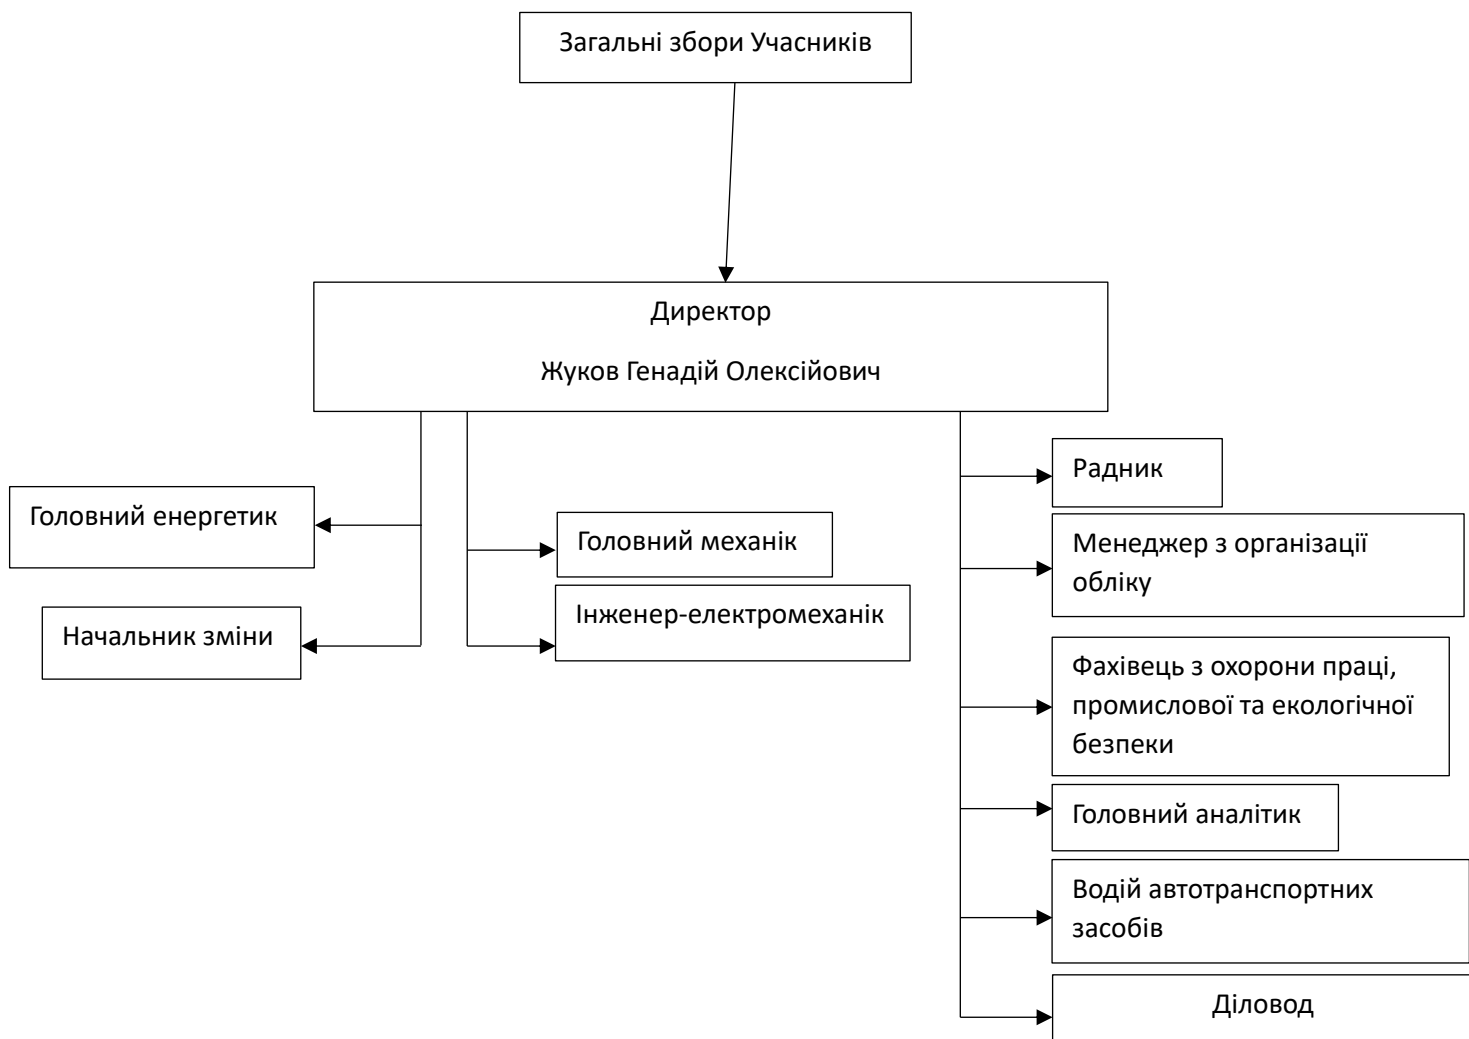 Загальні збори Учасників
Директор
Жуков Генадій Олексійович
Головний енергетик
Начальник зміни
Головний механік
Інженер-електромеханік
Радник
Менеджер з організації
обліку
Фахівець з охорони праці,
промислової та екологічної
безпеки
Головний аналітик
Водій автотранспортних
засобів
Діловод